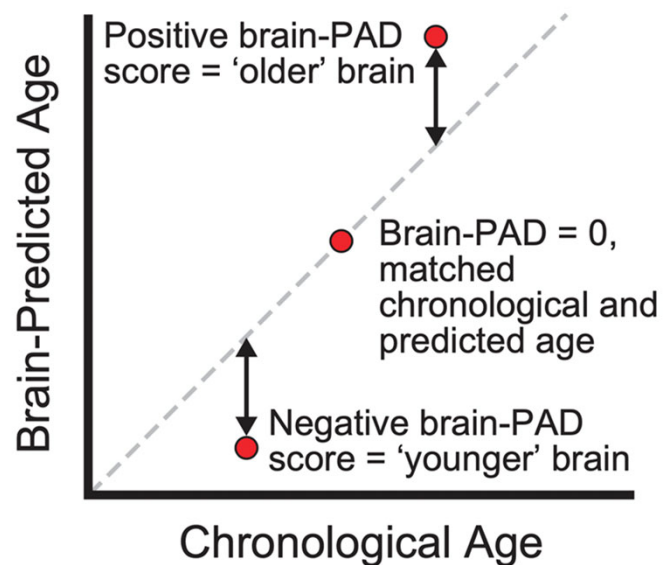 Positive brain-PAD
score = ‘older’ brain
Brain-PAD = 0,
matched
chronological and
predicted age
Negative brain-PAD
score = ‘younger’ brain
Brain-Predicted Age
Chronological Age